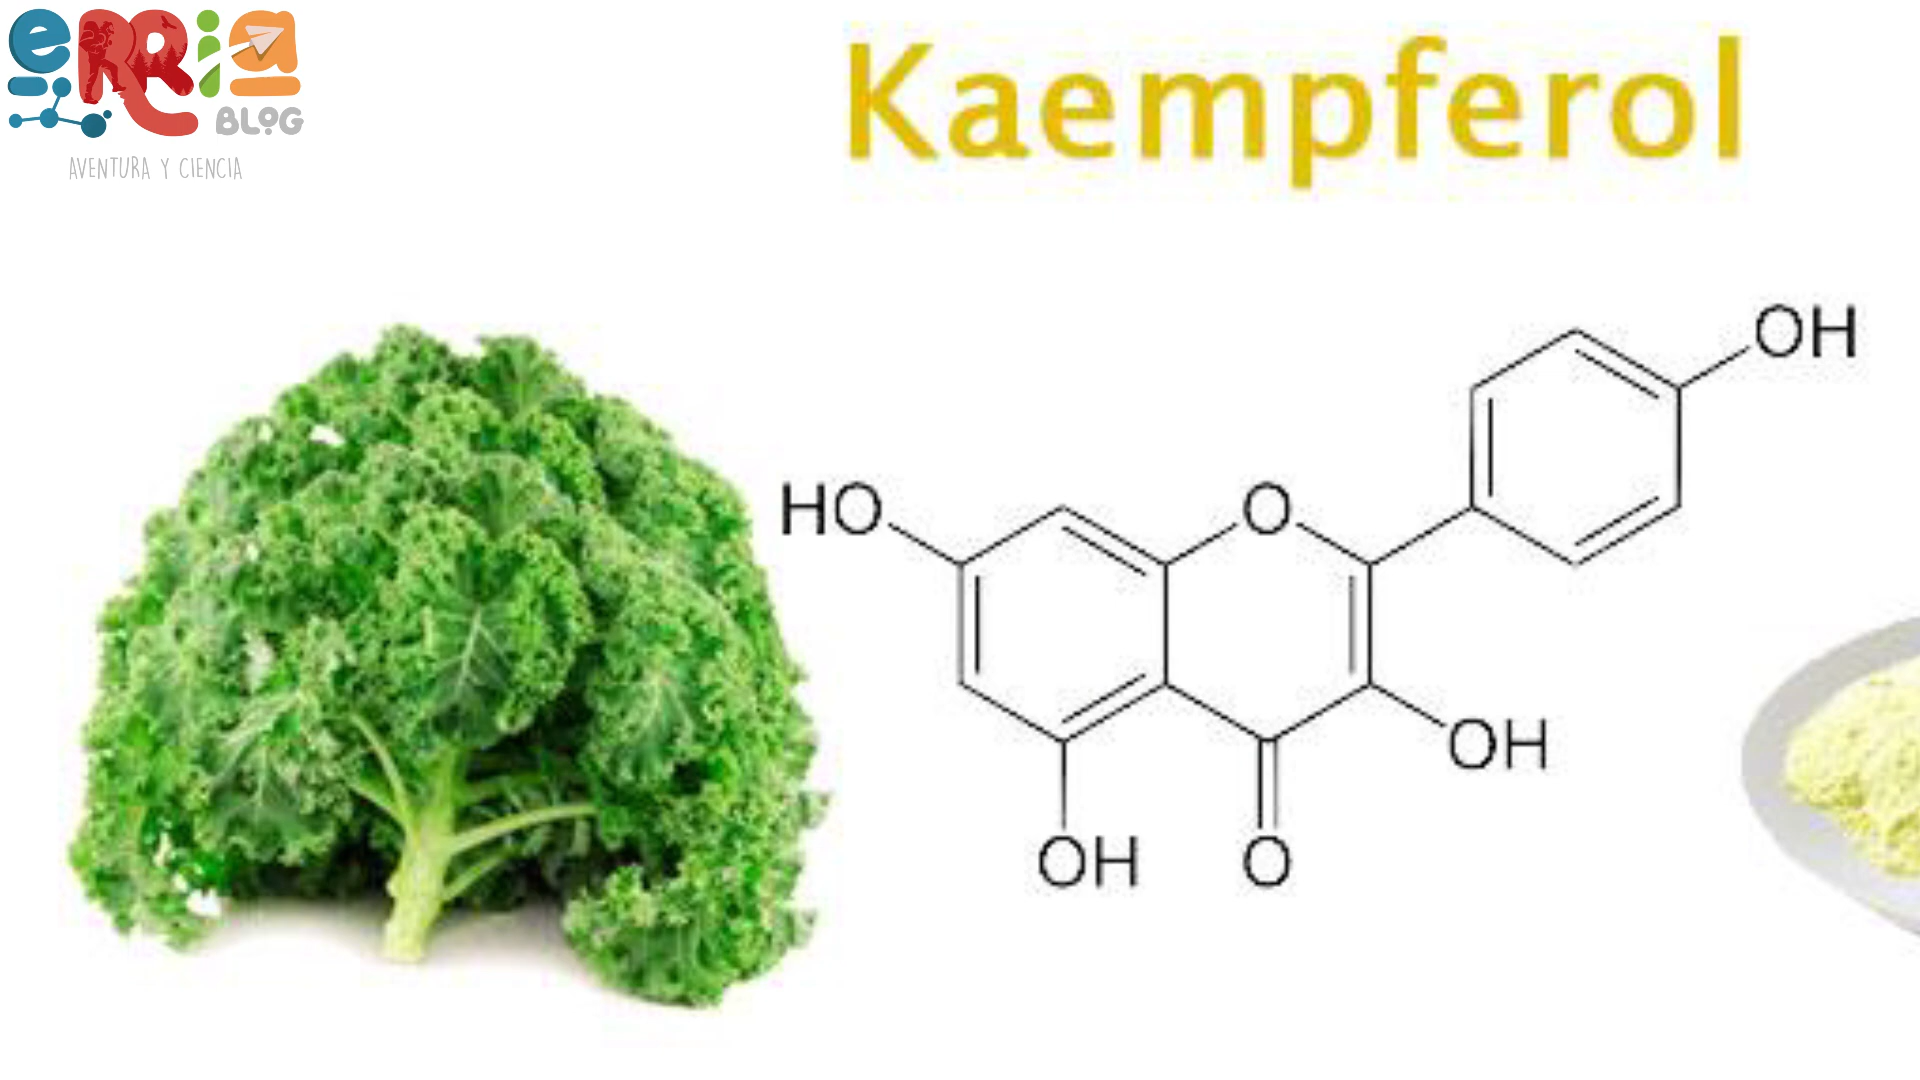 eRRia
BLOG
AVENTURA Y CIENCIA
Kaempferol
OH
HO
O
OH
OH
O